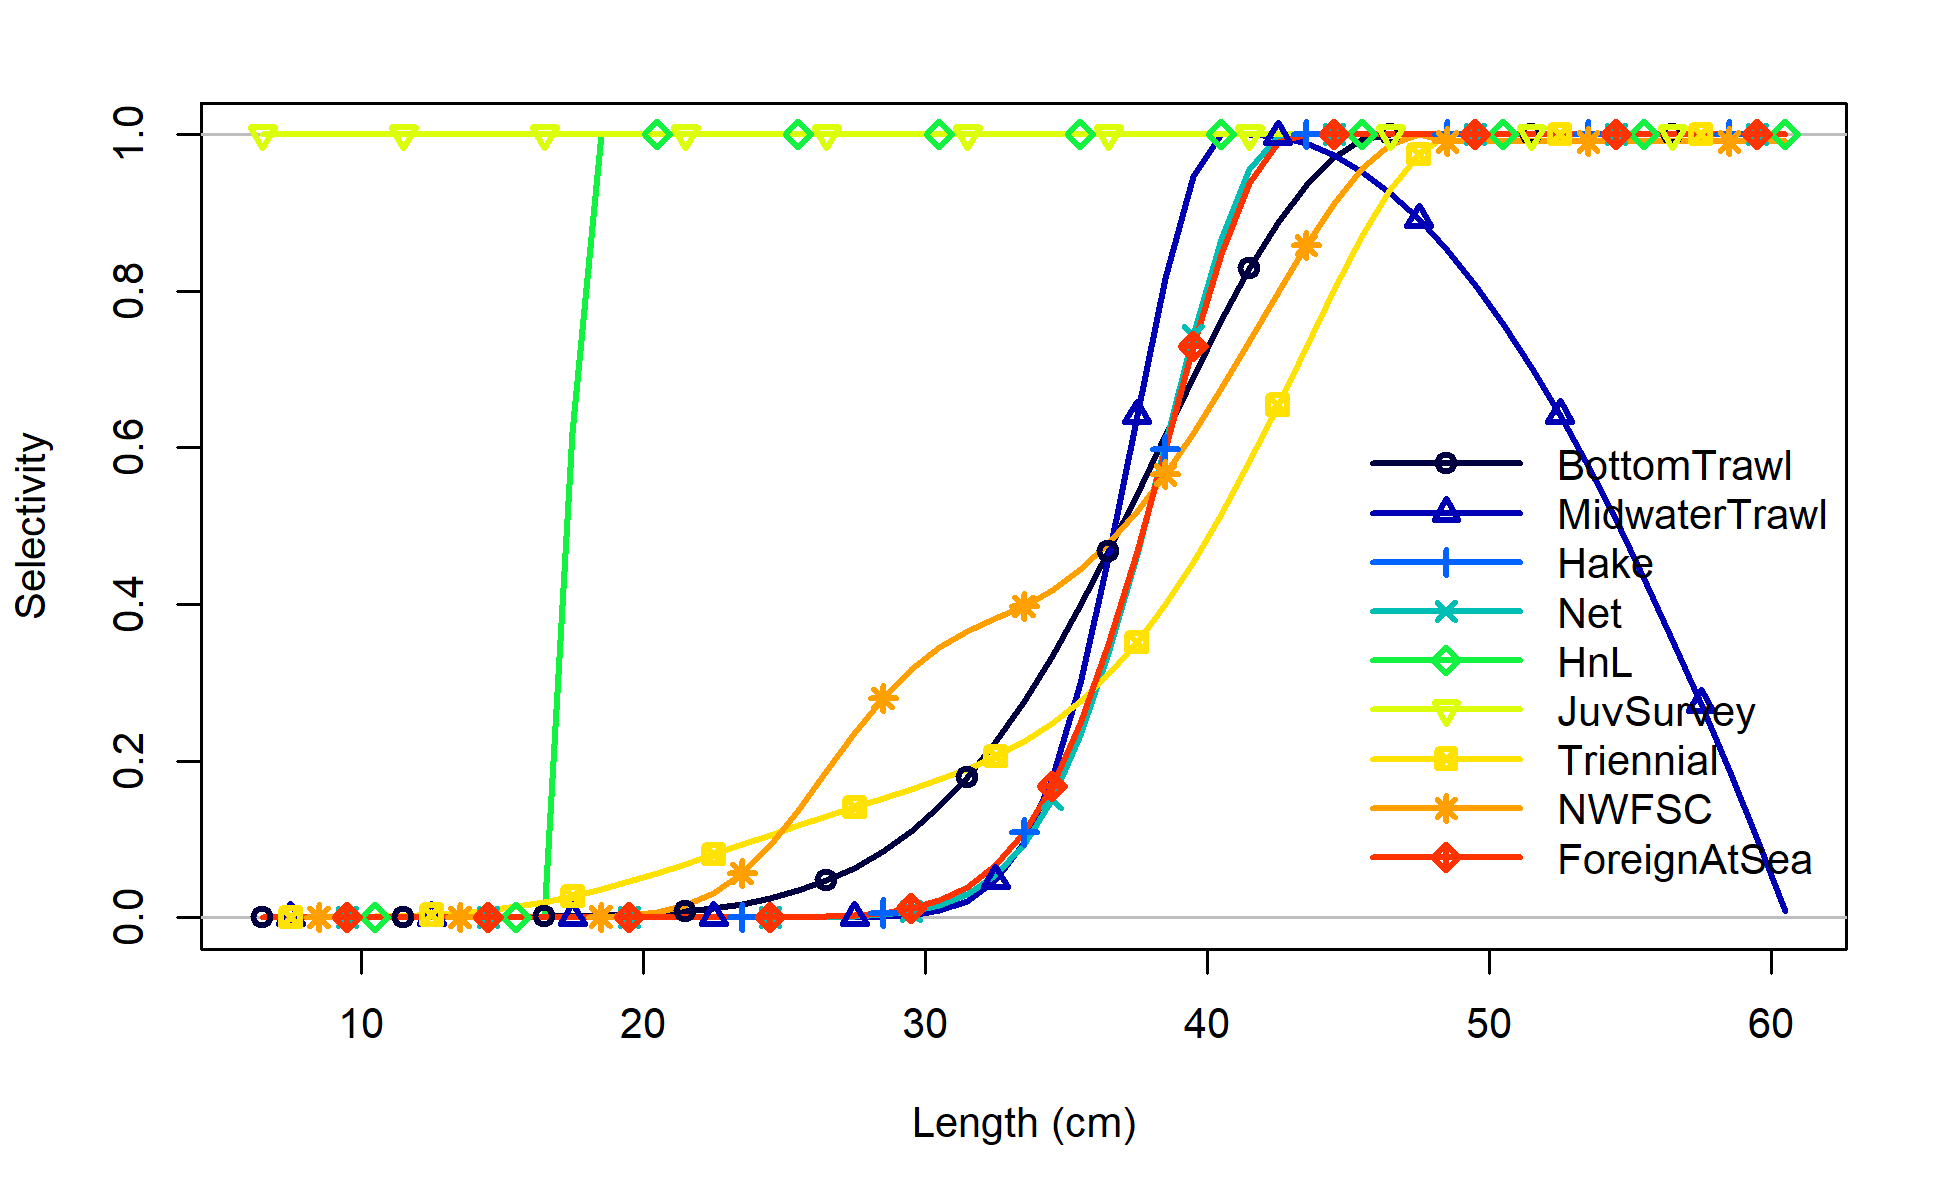 1.0
0.8
0.6
0.4
0.2
0.0
Selectivity
BottomTrawl
MidwaterTrawl
Hake
Net
HnL
JuvSurvey
Triennial
NWFSC
ForeignAtSea
10 20 30 40 50 60
Length (cm)